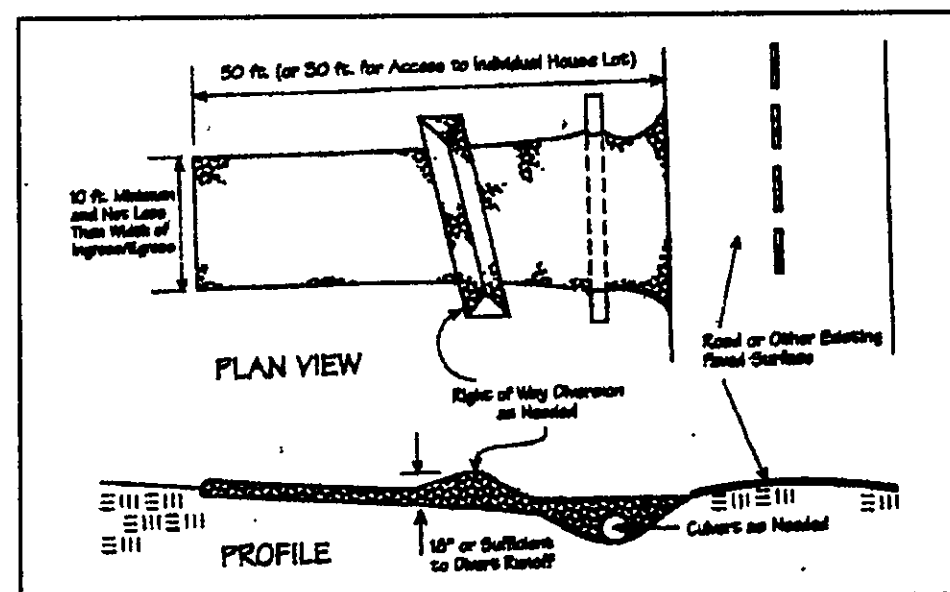 50 ft. (or 30 ft. for Access to Individual House Lot)
10 ft. Minimum
and Not Less
Than Width of
Ingress/Egress
PLAN VIEW
Right of Way Diversion
as Needed
Road or Other Existing
Paved Surface
18" or Sufficient
to Divert Runoff
Culvert as Needed
PROFILE